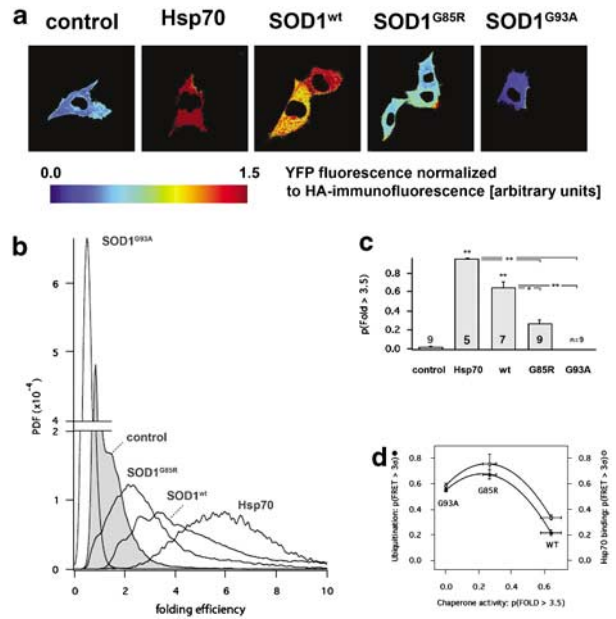 a
control Hsp70 SOD1wt SOD1G85R SOD1G93A
0.0 1.5
YFP fluorescence normalized
to HA-immunofluorescence [arbitrary units]
b
SOD1G93A
control
SOD1G85R
SOD1wt
Hsp70
PDF (x10-4)
6
5
4
2
1
0
0 2 4 6 8 10
folding efficiency
c
p(Fold > 3.5)
0.8
0.6
0.4
0.2
0.0
** ** ** * **
9 5 7 9 n=9
control Hsp70 wt G85R G93A
d
Ubiquitination: p(FRET > 3σ)●
0.8
0.6
0.4
0.2
0.0
G93A
G85R
WT
0.8
0.6
0.4
0.2
0.0
Hsp70 binding: p(FRET > 3σ)○
0.0 0.2 0.4 0.6
Chaperone activity: p(FOLD > 3.5)